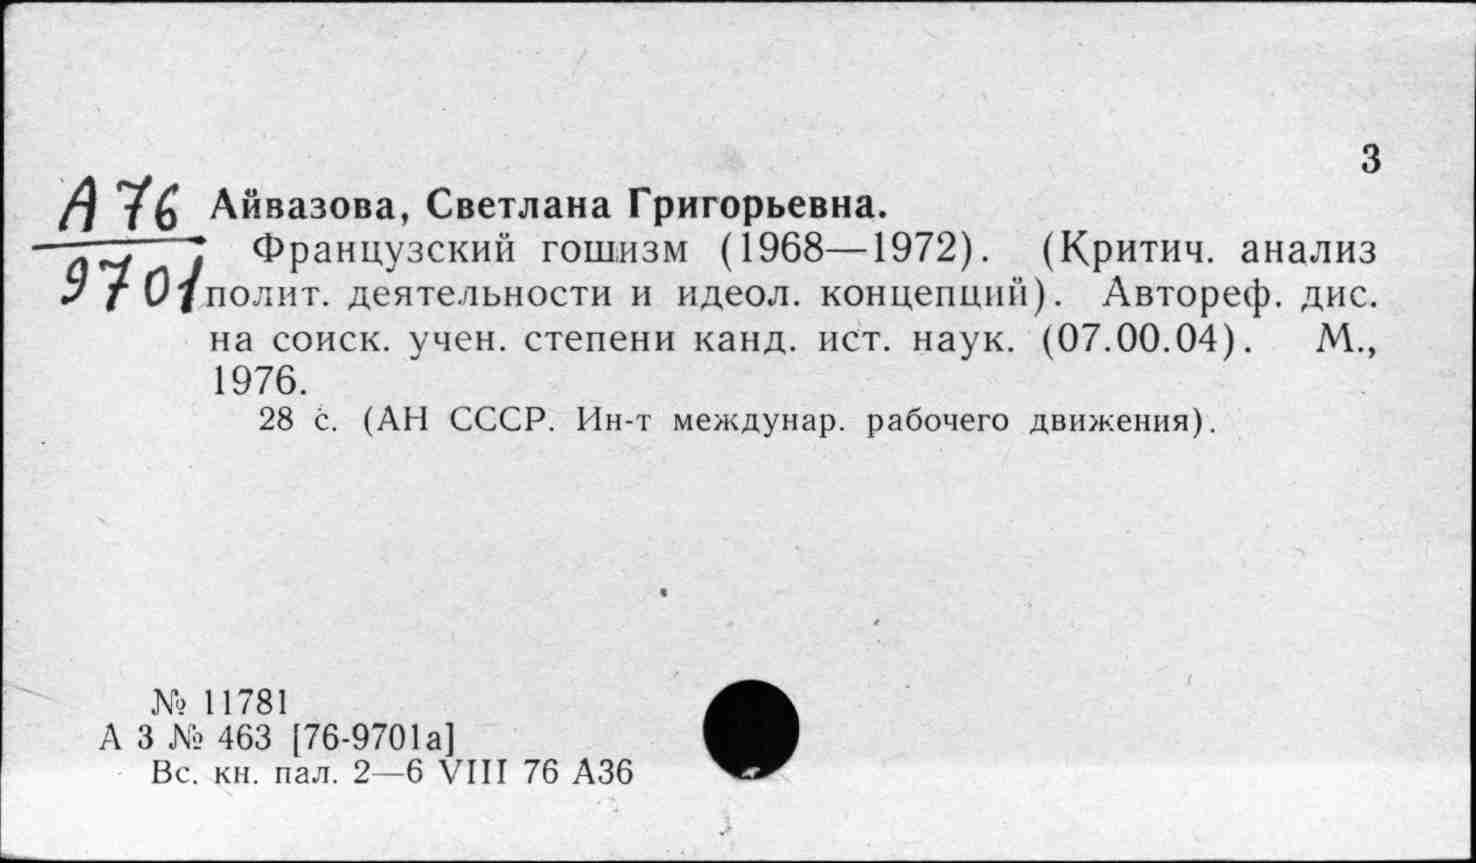 3
А 76 Айвазова, Светлана Григорьевна.
9701
Французский гошизм (1968—1972). (Критич. анализ
полит. деятельности и идеол. концепций). Автореф. дис.
на соиск. учен. степени канд. ист. наук. (07.00.04). М.,
1976.
28 с. (АН СССР. Ин-т междунар. рабочего движения).
№ 11781
А 3 № 463 [76-9701а]
Вс. кн. пал. 2—6 VIII 76 А36